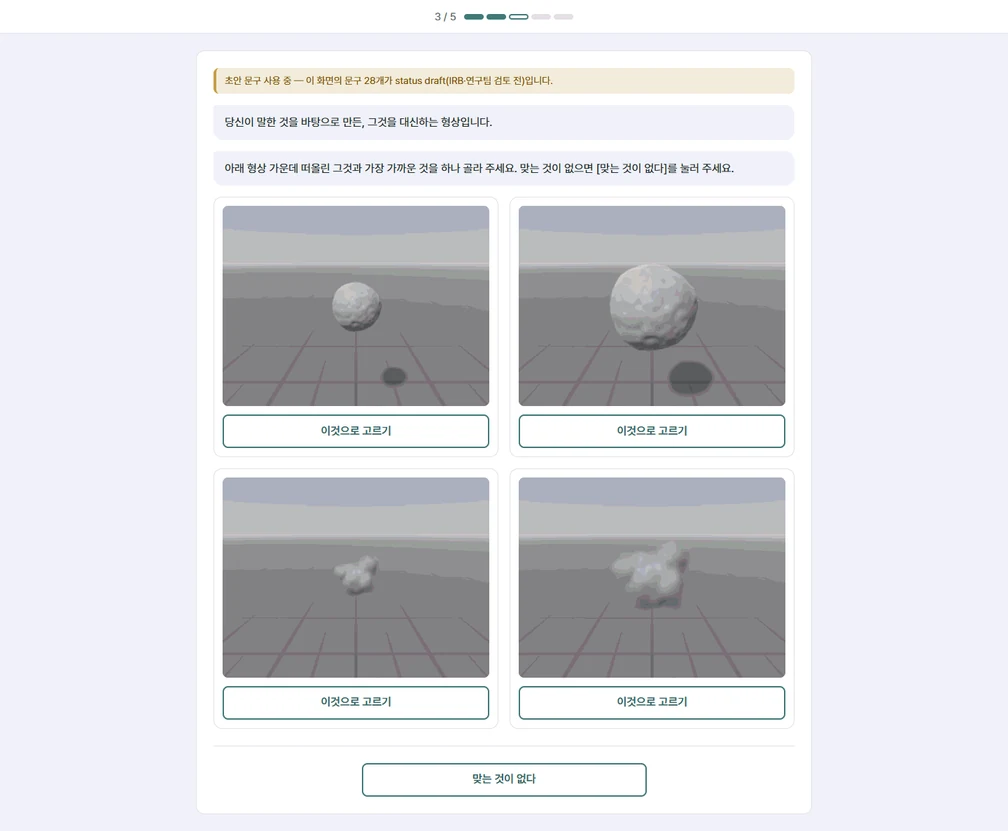 3 / 5
초안 문구 사용 중 — 이 화면의 문구 28개가 status draft(IRB·연구팀 검토 전)입니다.
당신이 말한 것을 바탕으로 만든, 그것을 대신하는 형상입니다.
아래 형상 가운데 떠올린 그것과 가장 가까운 것을 하나 골라 주세요. 맞는 것이 없으면 [맞는 것이 없다]를 눌러 주세요.
이것으로 고르기
이것으로 고르기
이것으로 고르기
이것으로 고르기
맞는 것이 없다